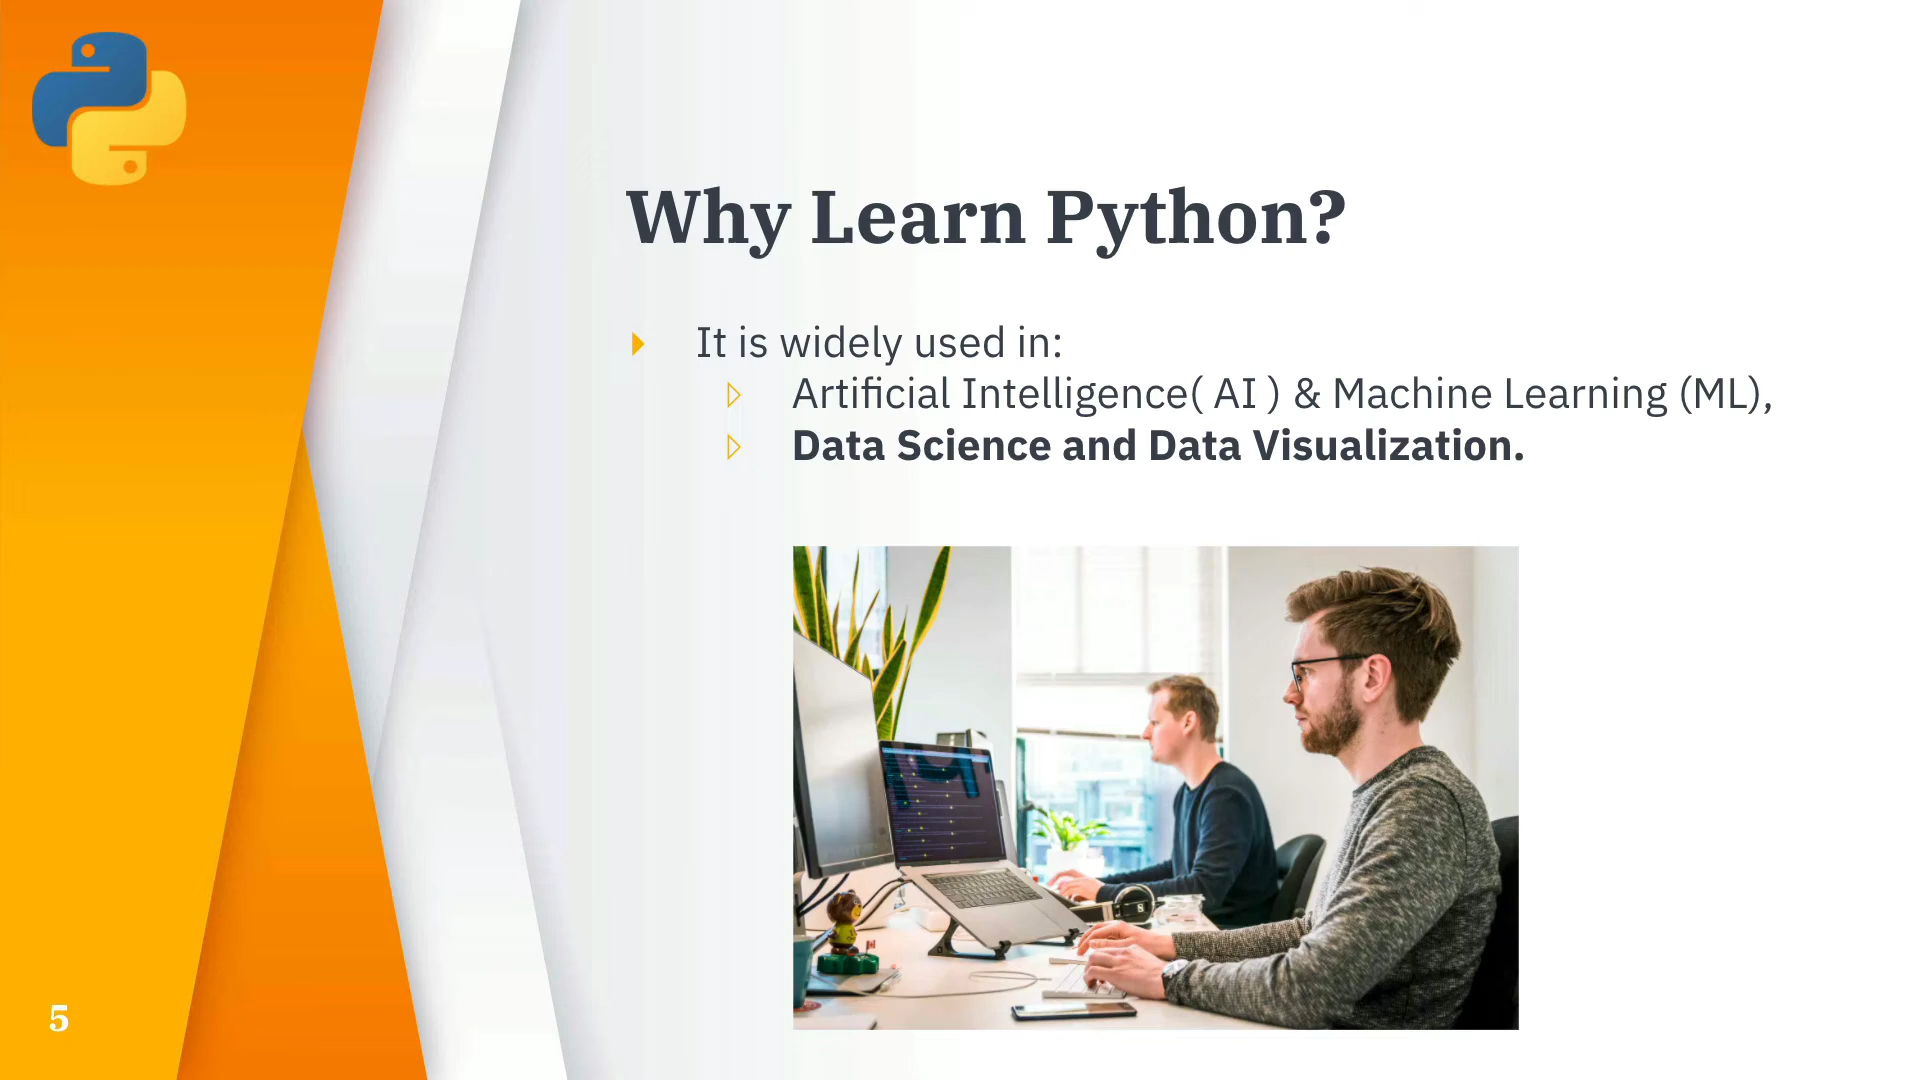 Why Learn Python?
It is widely used in:
Artificial Intelligence( AI ) & Machine Learning (ML),
Data Science and Data Visualization.
5